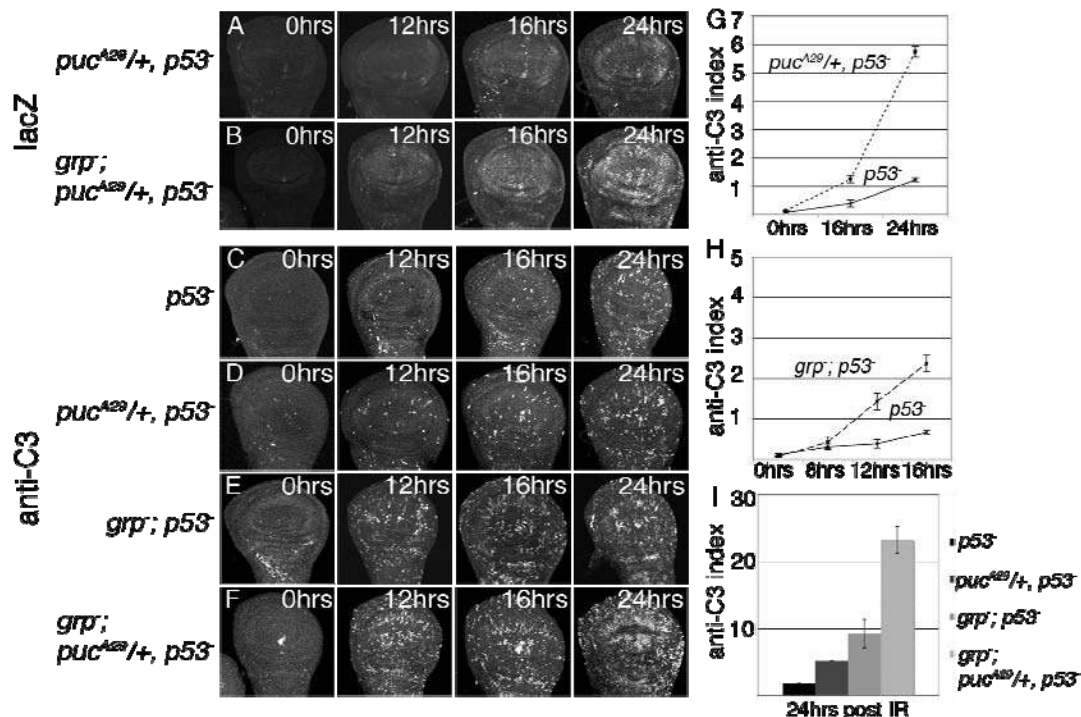 A 0hrs 12hrs 16hrs 24hrs
puc^A29/+, p53-
lacZ
B 0hrs 12hrs 16hrs 24hrs
grp-;
puc^A29/+, p53-
C 0hrs 12hrs 16hrs 24hrs
p53-
anti-C3
D 0hrs 12hrs 16hrs 24hrs
puc^A29/+, p53-
E 0hrs 12hrs 16hrs 24hrs
grp-; p53-
F 0hrs 12hrs 16hrs 24hrs
grp-;
puc^A29/+, p53-
G
anti-C3 index
7
6
5
4
3
2
1
puc^A29/+, p53-
p53-
0hrs 16hrs 24hrs
H
anti-C3 index
5
4
3
2
1
grp-; p53-
p53-
0hrs 8hrs 12hrs 16hrs
I
anti-C3 index
30
20
10
24hrs post IR
p53-
puc^A29/+, p53-
grp-; p53-
grp-;
puc^A29/+, p53-